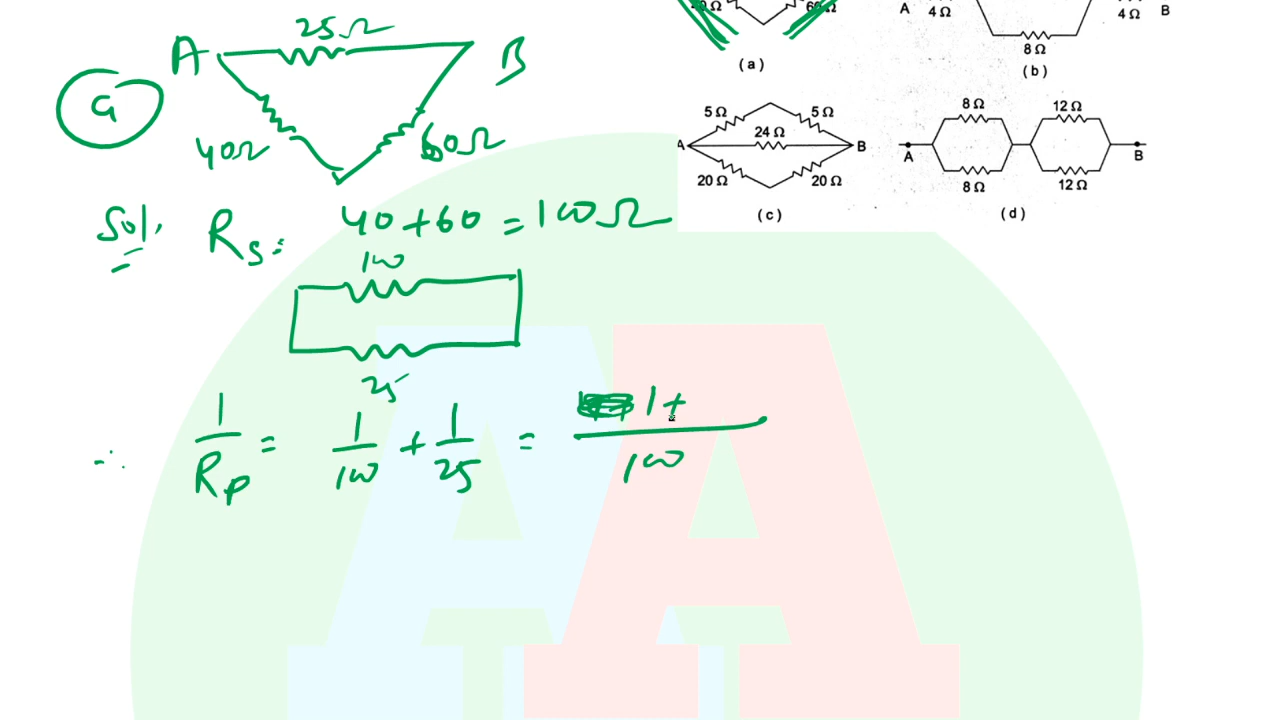 25Ω
A B
G
40Ω 60Ω
Sol. Rs = 40+60 = 100Ω
100
25
∴ 1/Rp = 1/100 + 1/25 = 1+ /100
60Ω
(a)
A 4Ω 4Ω B
8Ω
(b)
5Ω 5Ω
24Ω
A B
20Ω 20Ω
(c)
8Ω 12Ω
A B
8Ω 12Ω
(d)